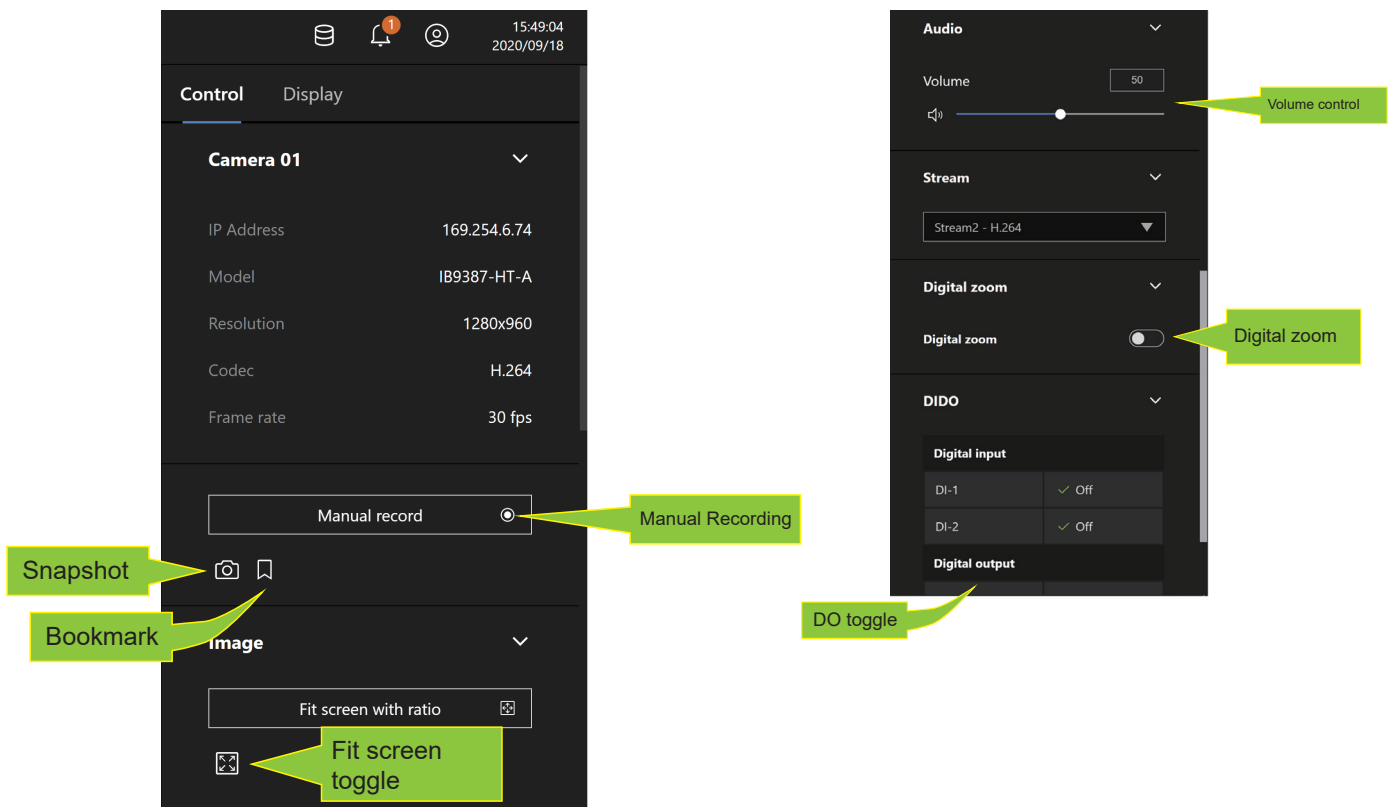 1
15:49:04
2020/09/18
Control Display
Camera 01
IP Address 169.254.6.74
Model IB9387-HT-A
Resolution 1280x960
Codec H.264
Frame rate 30 fps
Manual record
Manual Recording
Snapshot
Bookmark
Image
Fit screen with ratio
Fit screen
toggle
Audio
Volume 50
Volume control
Stream
Stream2 - H.264
Digital zoom
Digital zoom
Digital zoom
DIDO
Digital input
DI-1 Off
DI-2 Off
Digital output
DO toggle